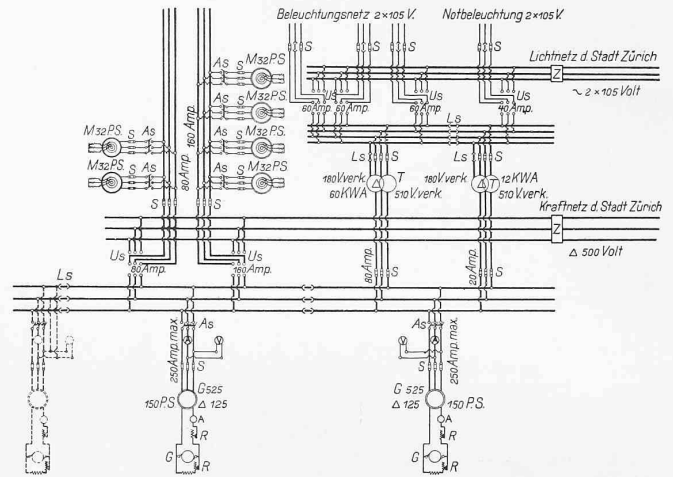 Beleuchtungsnetz 2×105 V.
Notbeleuchtung 2×105 V.
S
S
S
As
S
M 32 P.S.
Lichtnetz d. Stadt Zürich
Z
~ 2×105 Volt
As
S
M 32 P.S.
Us
Us
Us
60 Amp.
60 Amp.
60 Amp.
40 Amp.
160 Amp.
Ls
M 32 P.S.
S
As
As
S
M 32 P.S.
Ls
S
Ls
S
M 32 P.S.
S
As
80 Amp.
As
S
M 32 P.S.
180 V. verk.
60 KWA
△
T
510 V. verk.
180 V. verk.
△
T
12 KWA
510 V. verk.
S
S
Kraftnetz d. Stadt Zürich
Z
△ 500 Volt
Us
80 Amp.
Us
160 Amp.
80 Amp.
S
20 Amp.
S
Ls
As
As
V
A
V
A
250 Amp. max.
S
S
250 Amp. max.
G 525
150 P.S.
△ 125
G 525
△ 125
150 P.S.
A
A
R
R
G
G
R
R